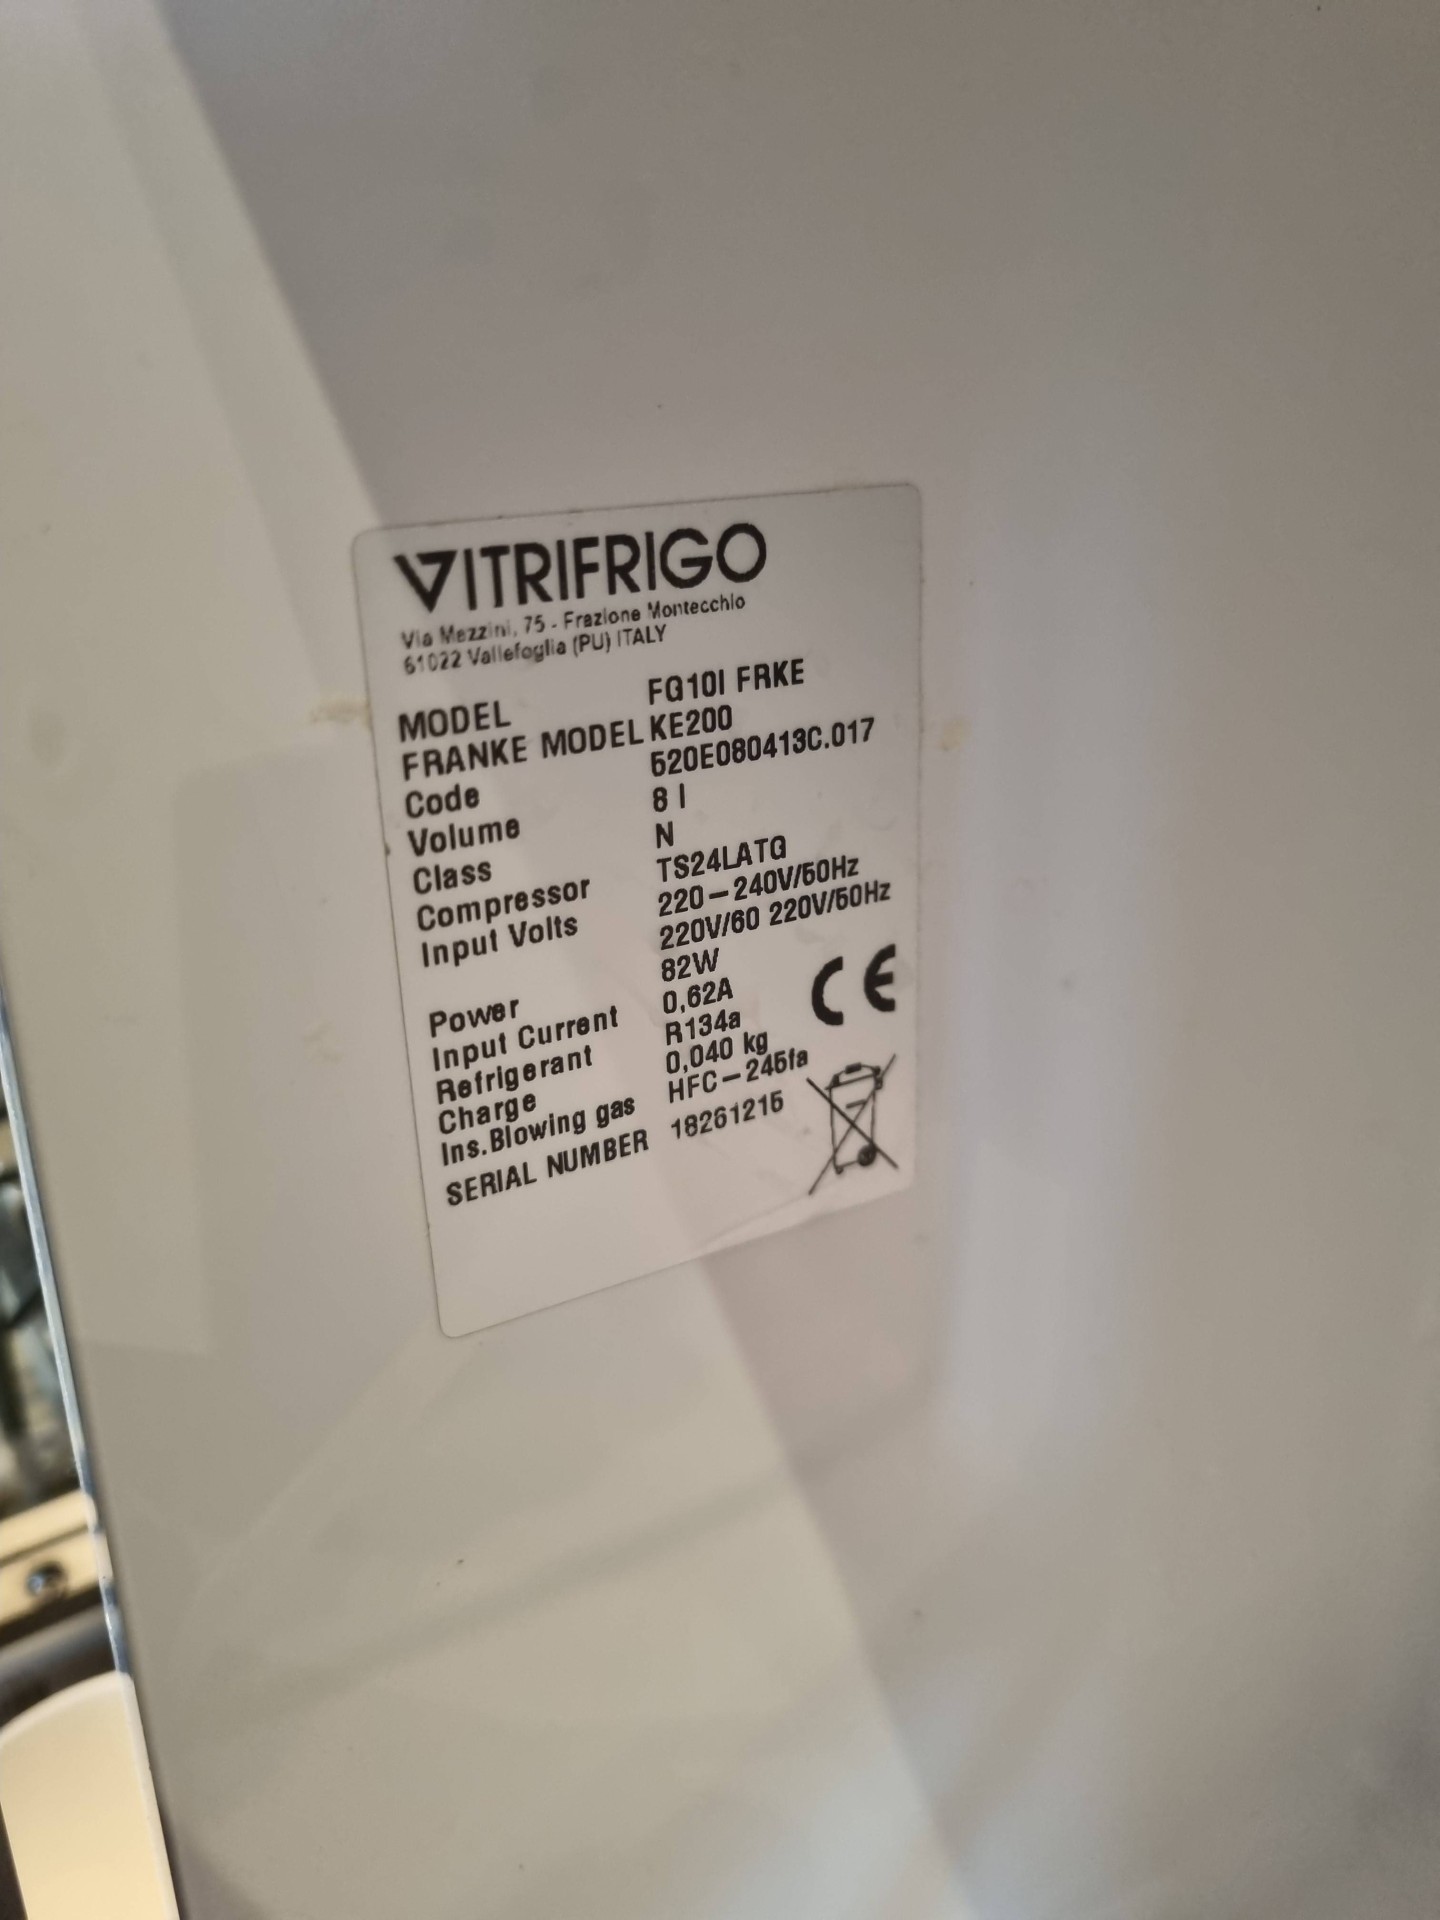 VITRIFRIGO
Via Mazzini, 75 - Frazione Montecchio
61022 Vallefoglia (PU) ITALY
MODEL FG10I FRKE
FRANKE MODEL KE200
Code 520E080413C.017
Volume 8 l
Class N
Compressor TS24LATG
Input Volts 220-240V/50Hz
220V/60 220V/50Hz
Power 82W
Input Current 0,62A
Refrigerant R134a
Charge 0,040 kg
Ins.Blowing gas HFC-245fa
SERIAL NUMBER 18251215
CE